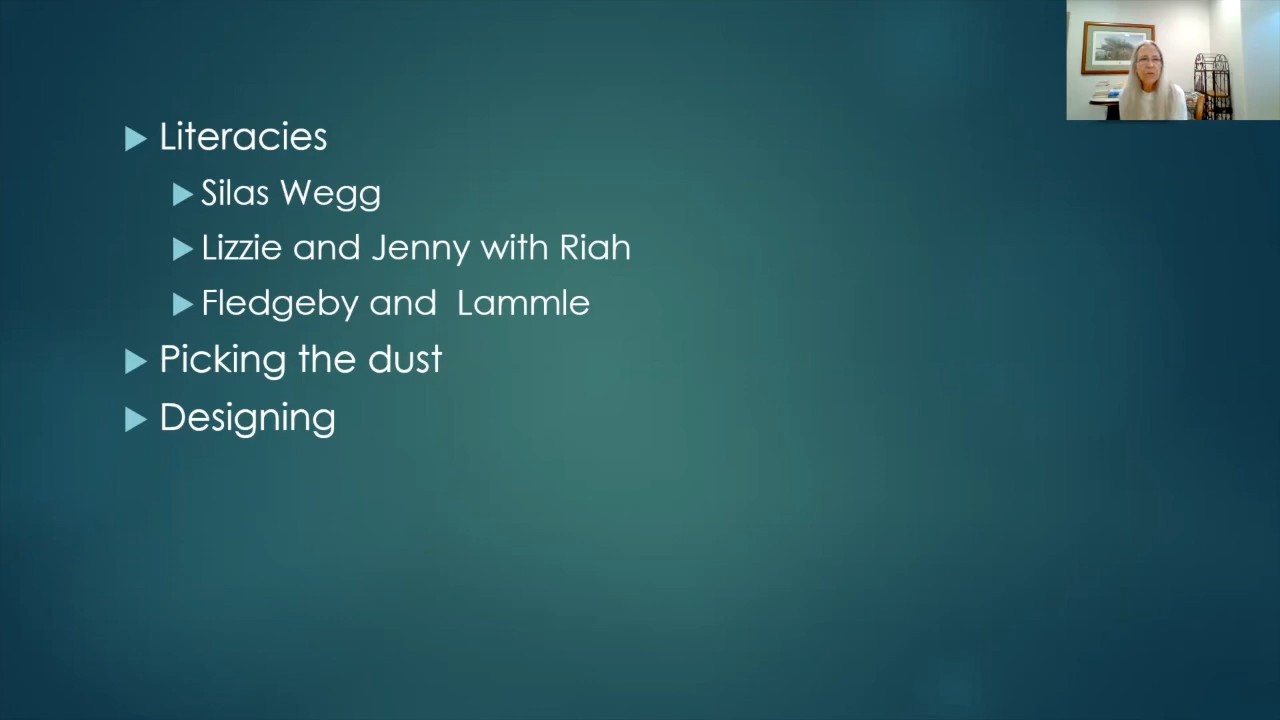 Literacies
Silas Wegg
Lizzie and Jenny with Riah
Fledgeby and  Lammle
Picking the dust
Designing